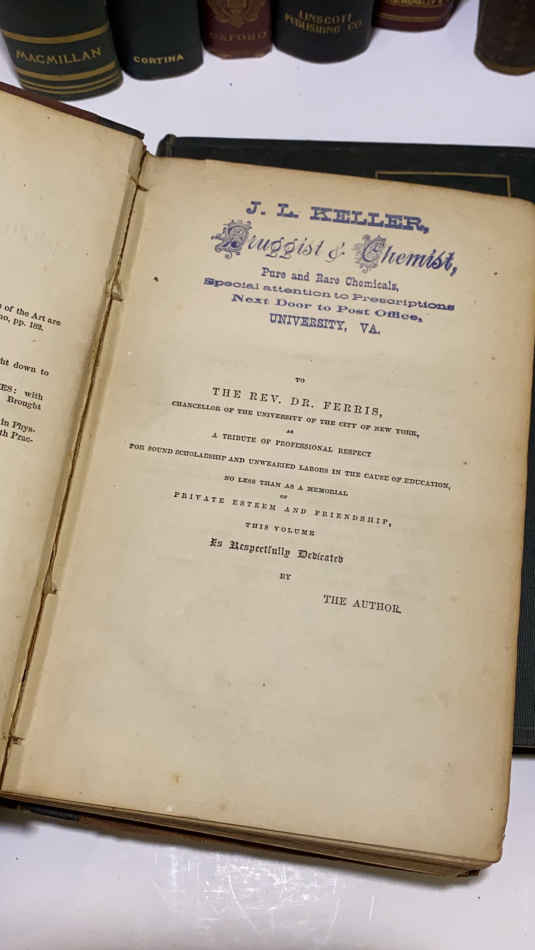 MACMILLAN
CORTINA
OXFORD
LINSCOTT
PUBLISHING CO.
of the Art are
no, pp. 182.
ht down to
ES: with
Brought
in Phys-
th Prac-
J. L. KELLER,
Druggist & Chemist,
Pure and Rare Chemicals,
Special attention to Prescriptions
Next Door to Post Office,
UNIVERSITY, VA.
TO
THE REV. DR. FERRIS,
CHANCELLOR OF THE UNIVERSITY OF THE CITY OF NEW YORK,
AS
A TRIBUTE OF PROFESSIONAL RESPECT
FOR SOUND SCHOLARSHIP AND UNWEARIED LABORS IN THE CAUSE OF EDUCATION,
NO LESS THAN AS A MEMORIAL
OF
PRIVATE ESTEEM AND FRIENDSHIP,
THIS VOLUME
Is Respectfully Dedicated
BY
THE AUTHOR.